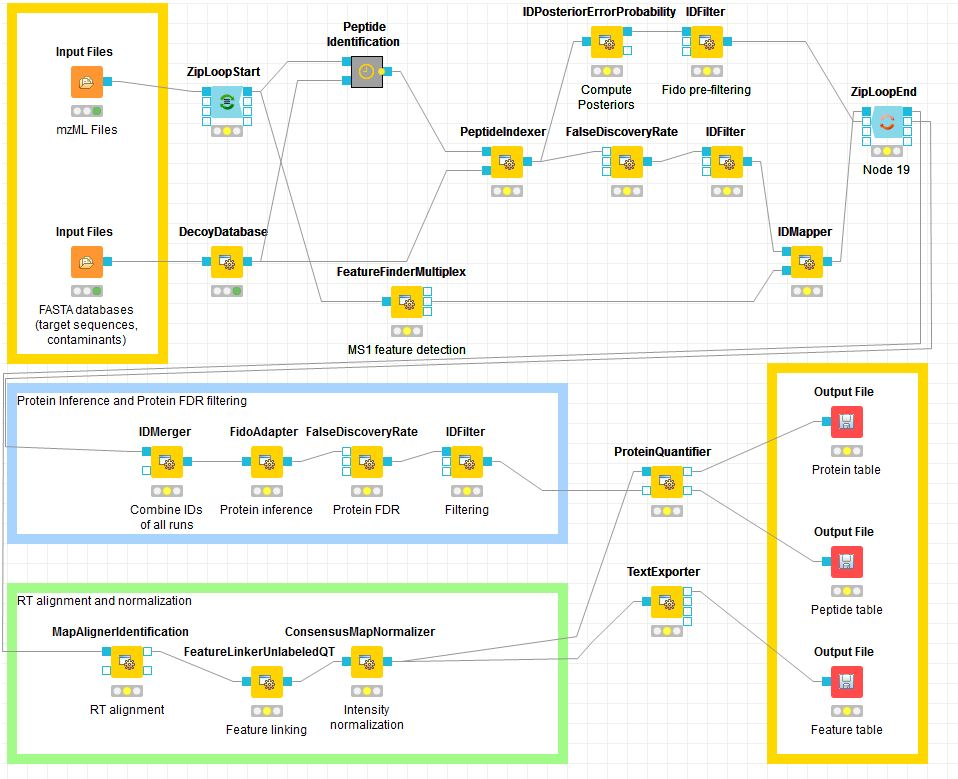 Input Files
mzML Files
ZipLoopStart
Peptide
Identification
IDPosteriorErrorProbability
Compute
Posteriors
IDFilter
Fido pre-filtering
ZipLoopEnd
Node 19
PeptideIndexer
FalseDiscoveryRate
IDFilter
Input Files
FASTA databases
(target sequences,
contaminants)
DecoyDatabase
FeatureFinderMultiplex
MS1 feature detection
IDMapper
Protein Inference and Protein FDR filtering
IDMerger
Combine IDs
of all runs
FidoAdapter
Protein inference
FalseDiscoveryRate
Protein FDR
IDFilter
Filtering
ProteinQuantifier
Output File
Protein table
Output File
Peptide table
RT alignment and normalization
MapAlignerIdentification
RT alignment
FeatureLinkerUnlabeledQT
Feature linking
ConsensusMapNormalizer
Intensity
normalization
TextExporter
Output File
Feature table